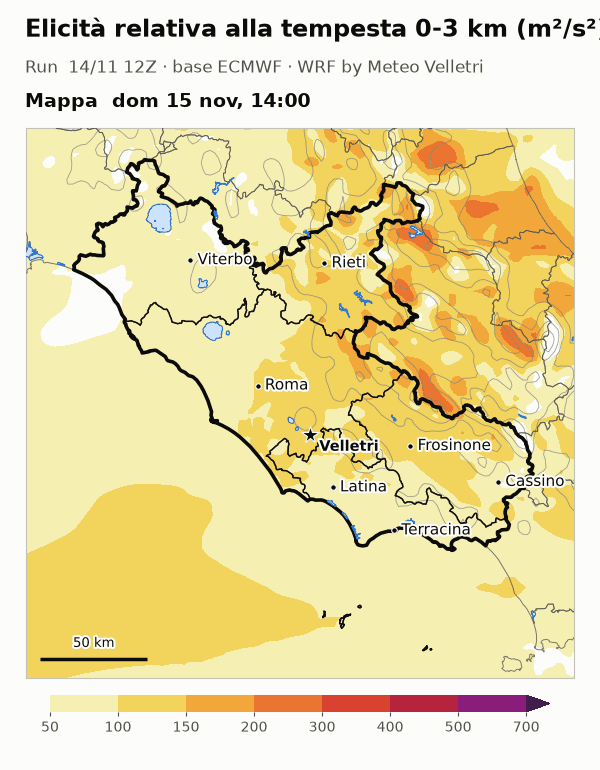 Elicità relativa alla tempesta 0-3 km (m²/s²)
Run 14/11 12Z · base ECMWF · WRF by Meteo Velletri
Mappa dom 15 nov, 14:00
Viterbo
Rieti
Roma
Velletri
Frosinone
Cassino
Latina
Terracina
50 km
50 100 150 200 300 400 500 700